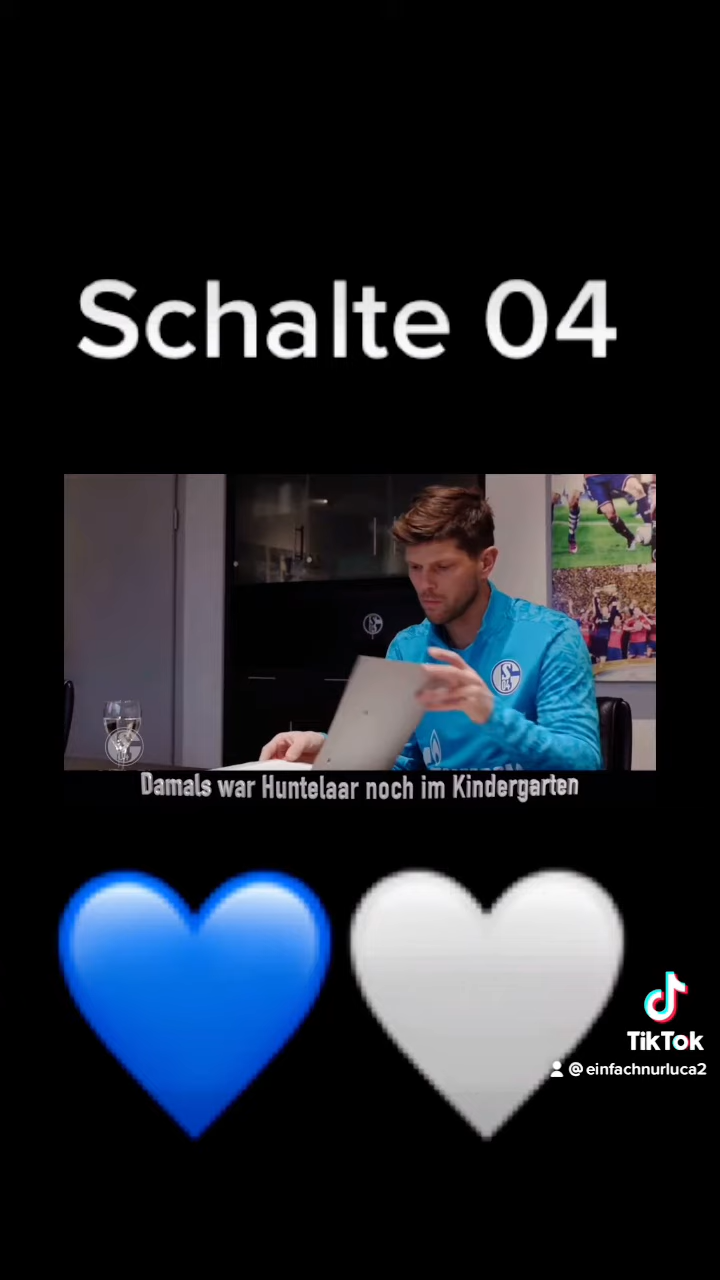 Schalte 04
Damals war Huntelaar noch im Kindergarten
TikTok
@einfachnurluca2